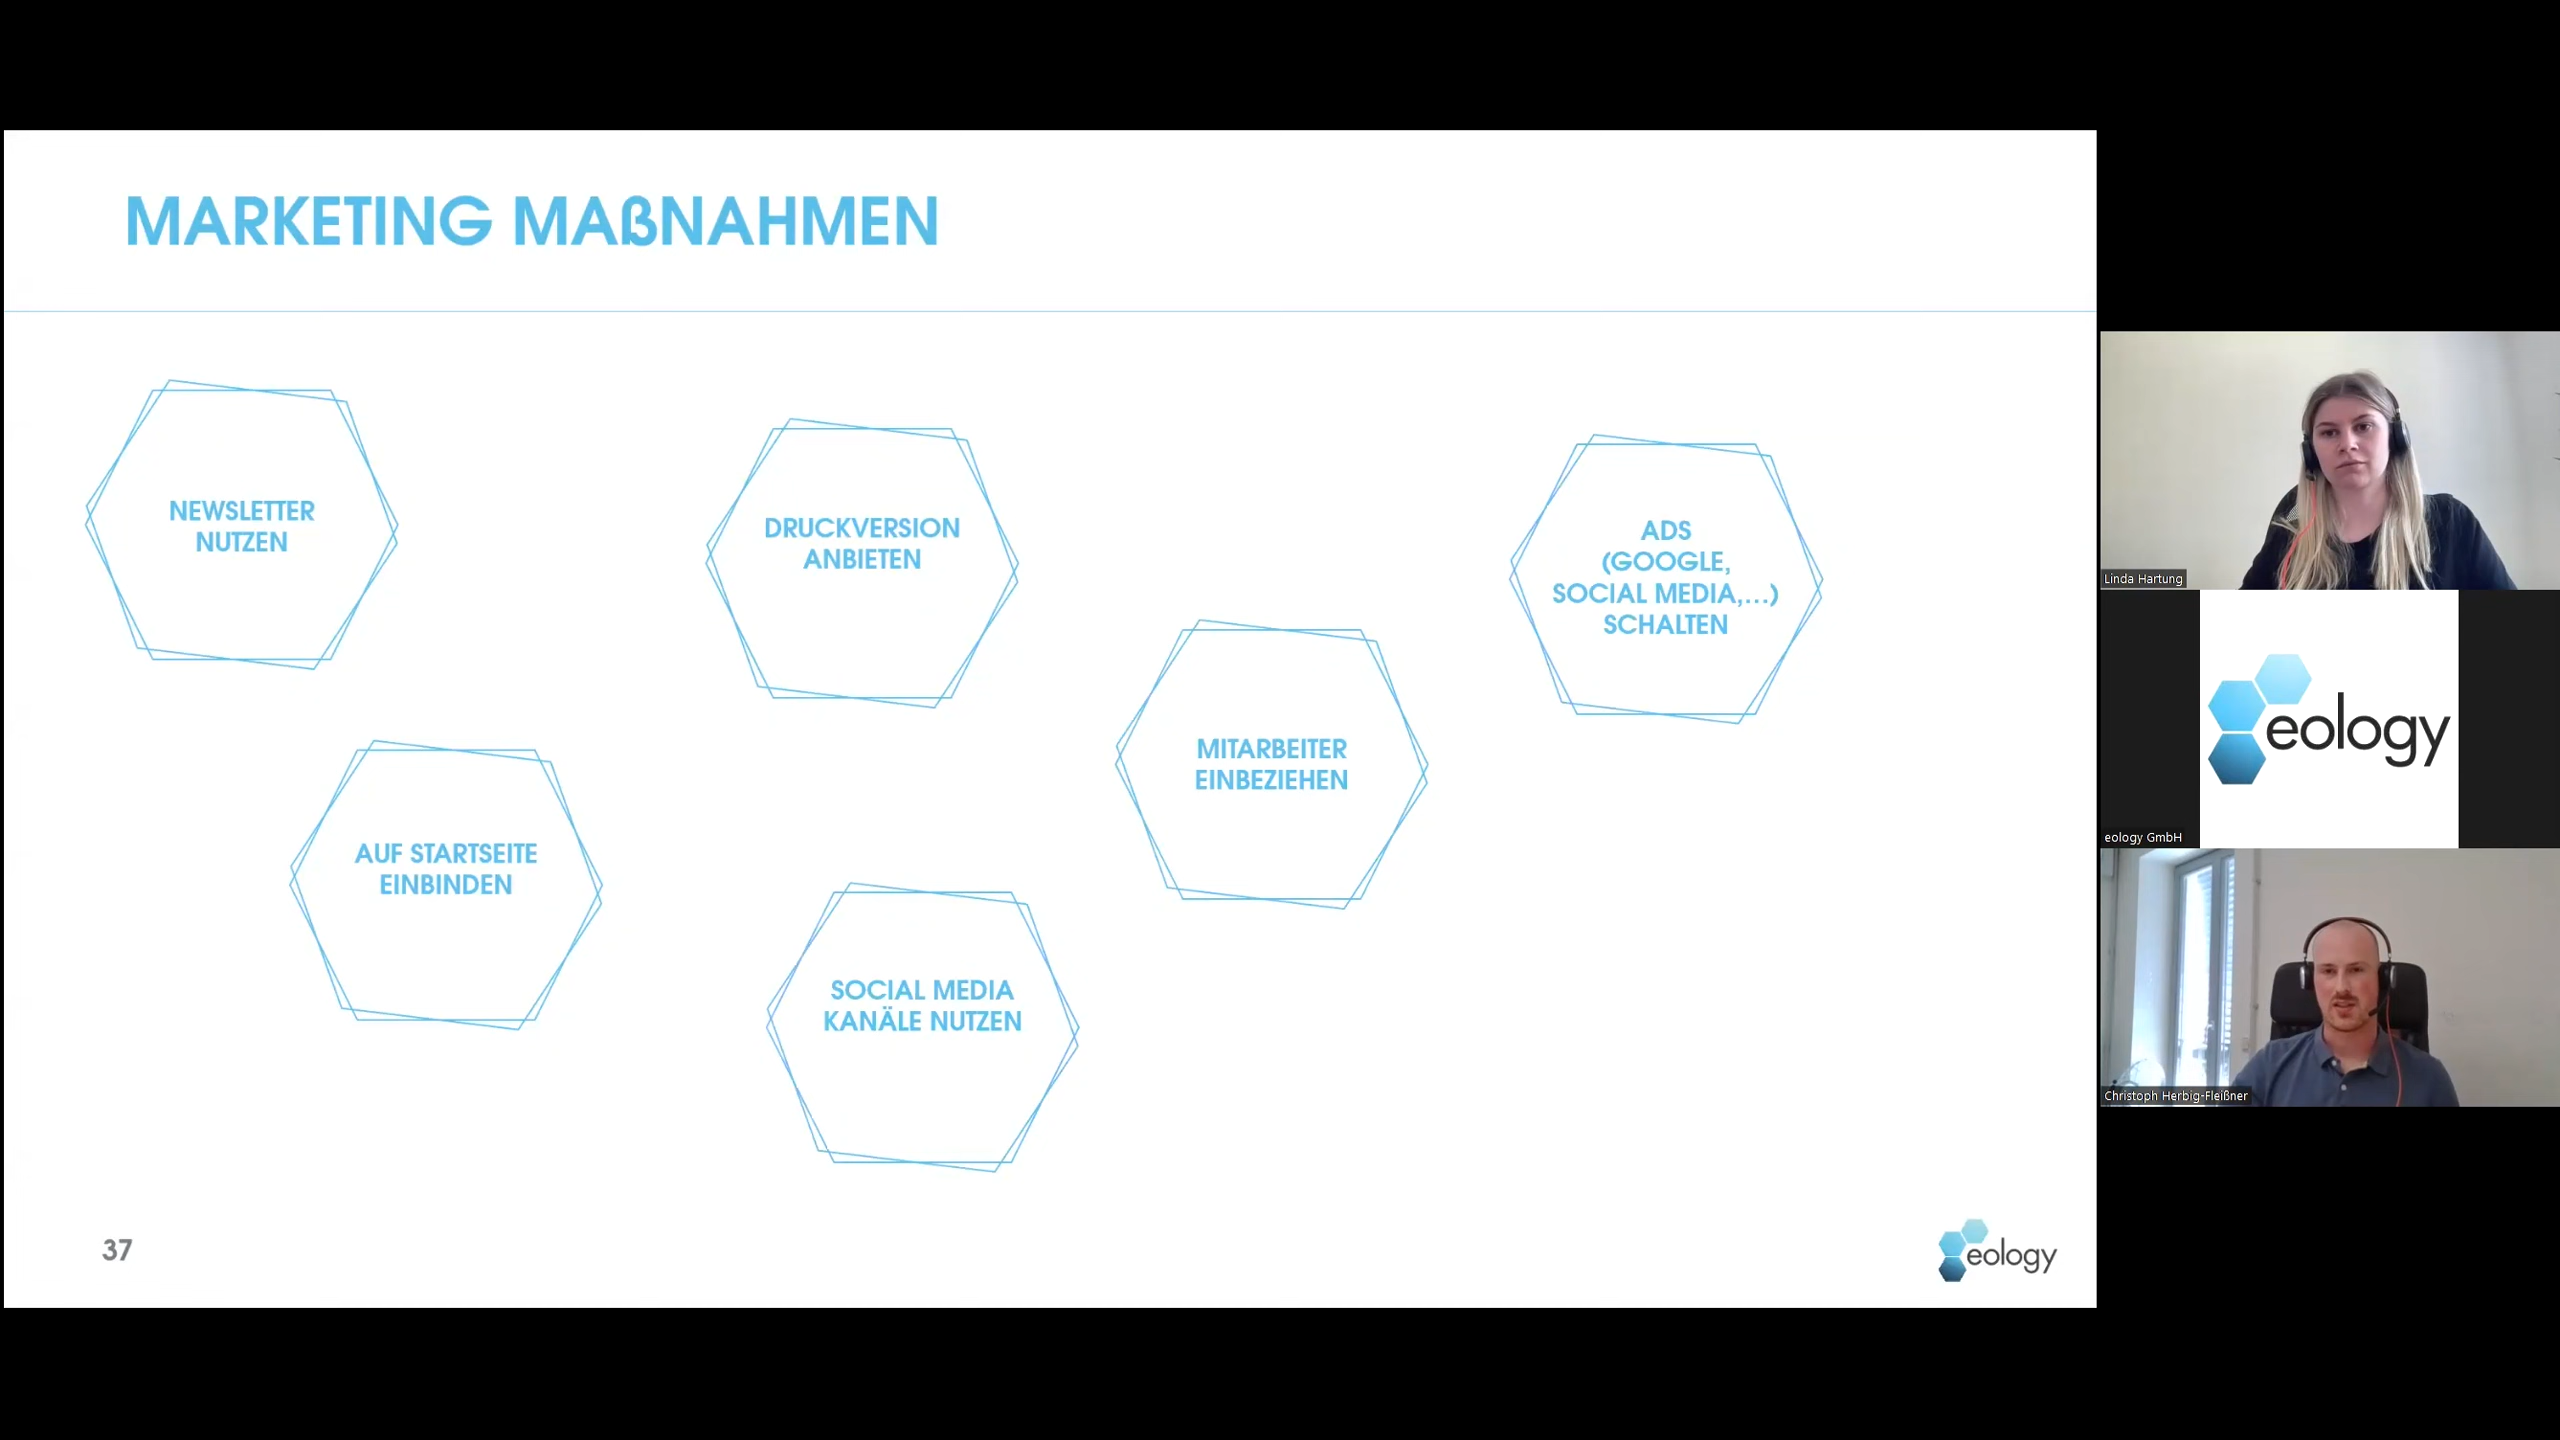 MARKETING MAßNAHMEN
NEWSLETTER
NUTZEN
DRUCKVERSION
ANBIETEN
ADS
(GOOGLE,
SOCIAL MEDIA,...)
SCHALTEN
MITARBEITER
EINBEZIEHEN
AUF STARTSEITE
EINBINDEN
SOCIAL MEDIA
KANÄLE NUTZEN
37
eology
Linda Hartung
eology
eology GmbH
Christoph Herbig-Fleißner